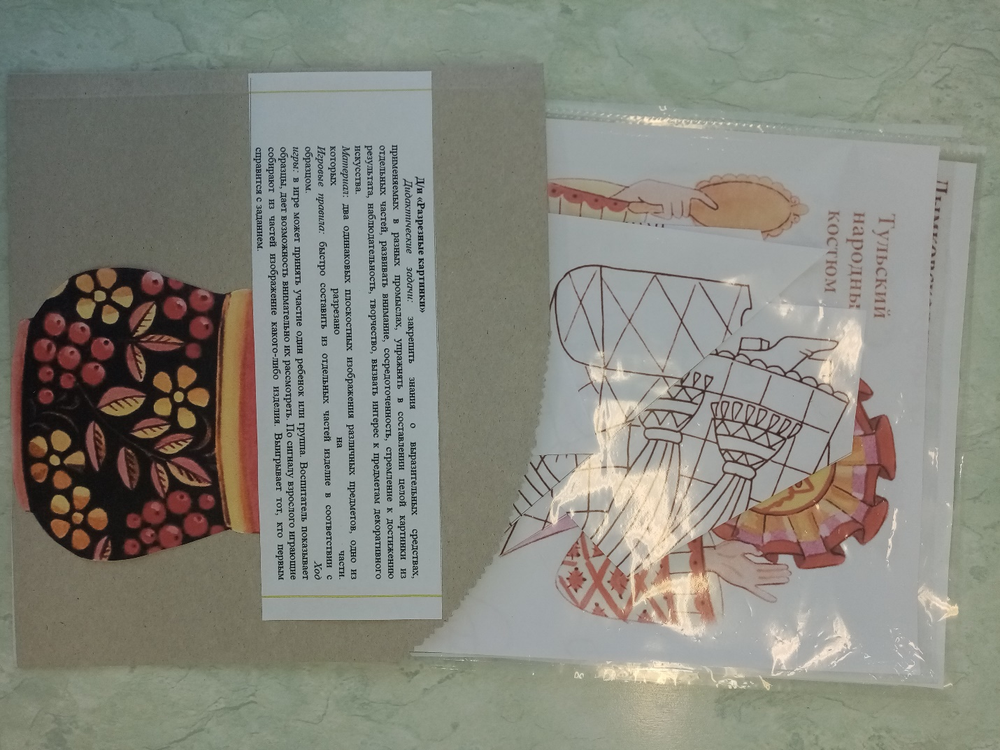 Д/и «Разрезные картинки»
Дидактические задачи: закрепить знания о выразительных средствах,
применяемых в разных промыслах, упражнять в составлении целой картинки из
отдельных частей, развивать внимание, сосредоточенность, стремление к достижению
результата, наблюдательность, творчество, вызвать интерес к предметам декоративного
искусства.
Материал: два одинаковых плоскостных изображения различных предметов, одно из
которых разрезано на части.
Игровые правила: быстро составить из отдельных частей изделие в соответствии с
образцом. Ход
игры: в игре может принять участие один ребенок или группа. Воспитатель показывает
образцы, дает возможность внимательно их рассмотреть. По сигналу взрослого играющие
собирают из частей изображение какого-либо изделия. Выигрывает тот, кто первым
справится с заданием.
Тульский
народны
костюм